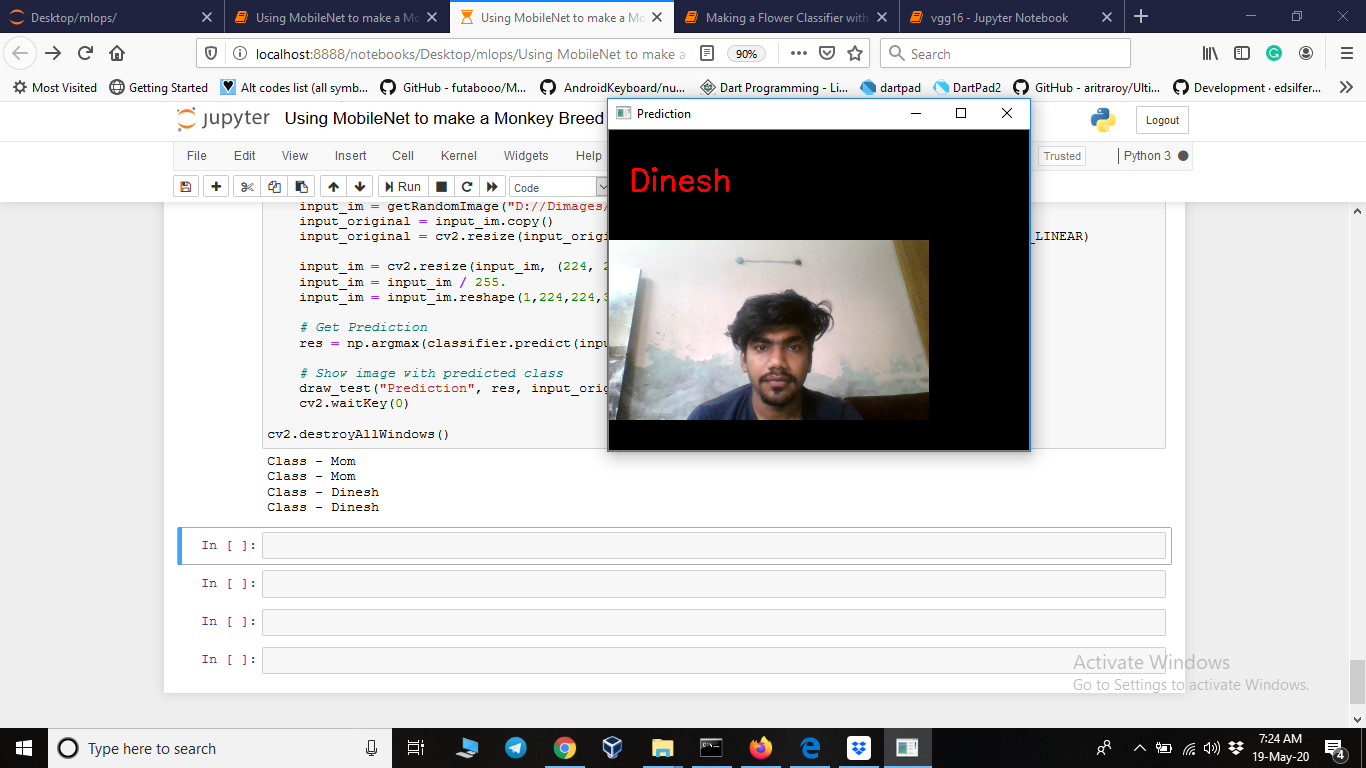 Desktop/mlops/
Using MobileNet to make a Mo
Using MobileNet to make a Mo
Making a Flower Classifier with
vgg16 - Jupyter Notebook
localhost:8888/notebooks/Desktop/mlops/Using MobileNet to make a
90%
Search
Most Visited
Getting Started
Alt codes list (all symb...
GitHub - futabooo/M...
AndroidKeyboard/nu...
Dart Programming - Li...
dartpad
DartPad2
GitHub - aritraroy/Ulti...
Development · edsilfer...
jupyter Using MobileNet to make a Monkey Breed
Logout
File Edit View Insert Cell Kernel Widgets Help
Trusted
Python 3
Run
Code
Prediction
Dinesh
input_im = getRandomImage("D://Dimages/
input_original = input_im.copy()
input_original = cv2.resize(input_orig
_LINEAR)
input_im = cv2.resize(input_im, (224, 2
input_im = input_im / 255.
input_im = input_im.reshape(1,224,224,3
# Get Prediction
res = np.argmax(classifier.predict(inpu
# Show image with predicted class
draw_test("Prediction", res, input_orig
cv2.waitKey(0)
cv2.destroyAllWindows()
Class - Mom
Class - Mom
Class - Dinesh
Class - Dinesh
In [ ]:
In [ ]:
In [ ]:
In [ ]:
Activate Windows
Go to Settings to activate Windows.
Type here to search
7:24 AM
19-May-20
4